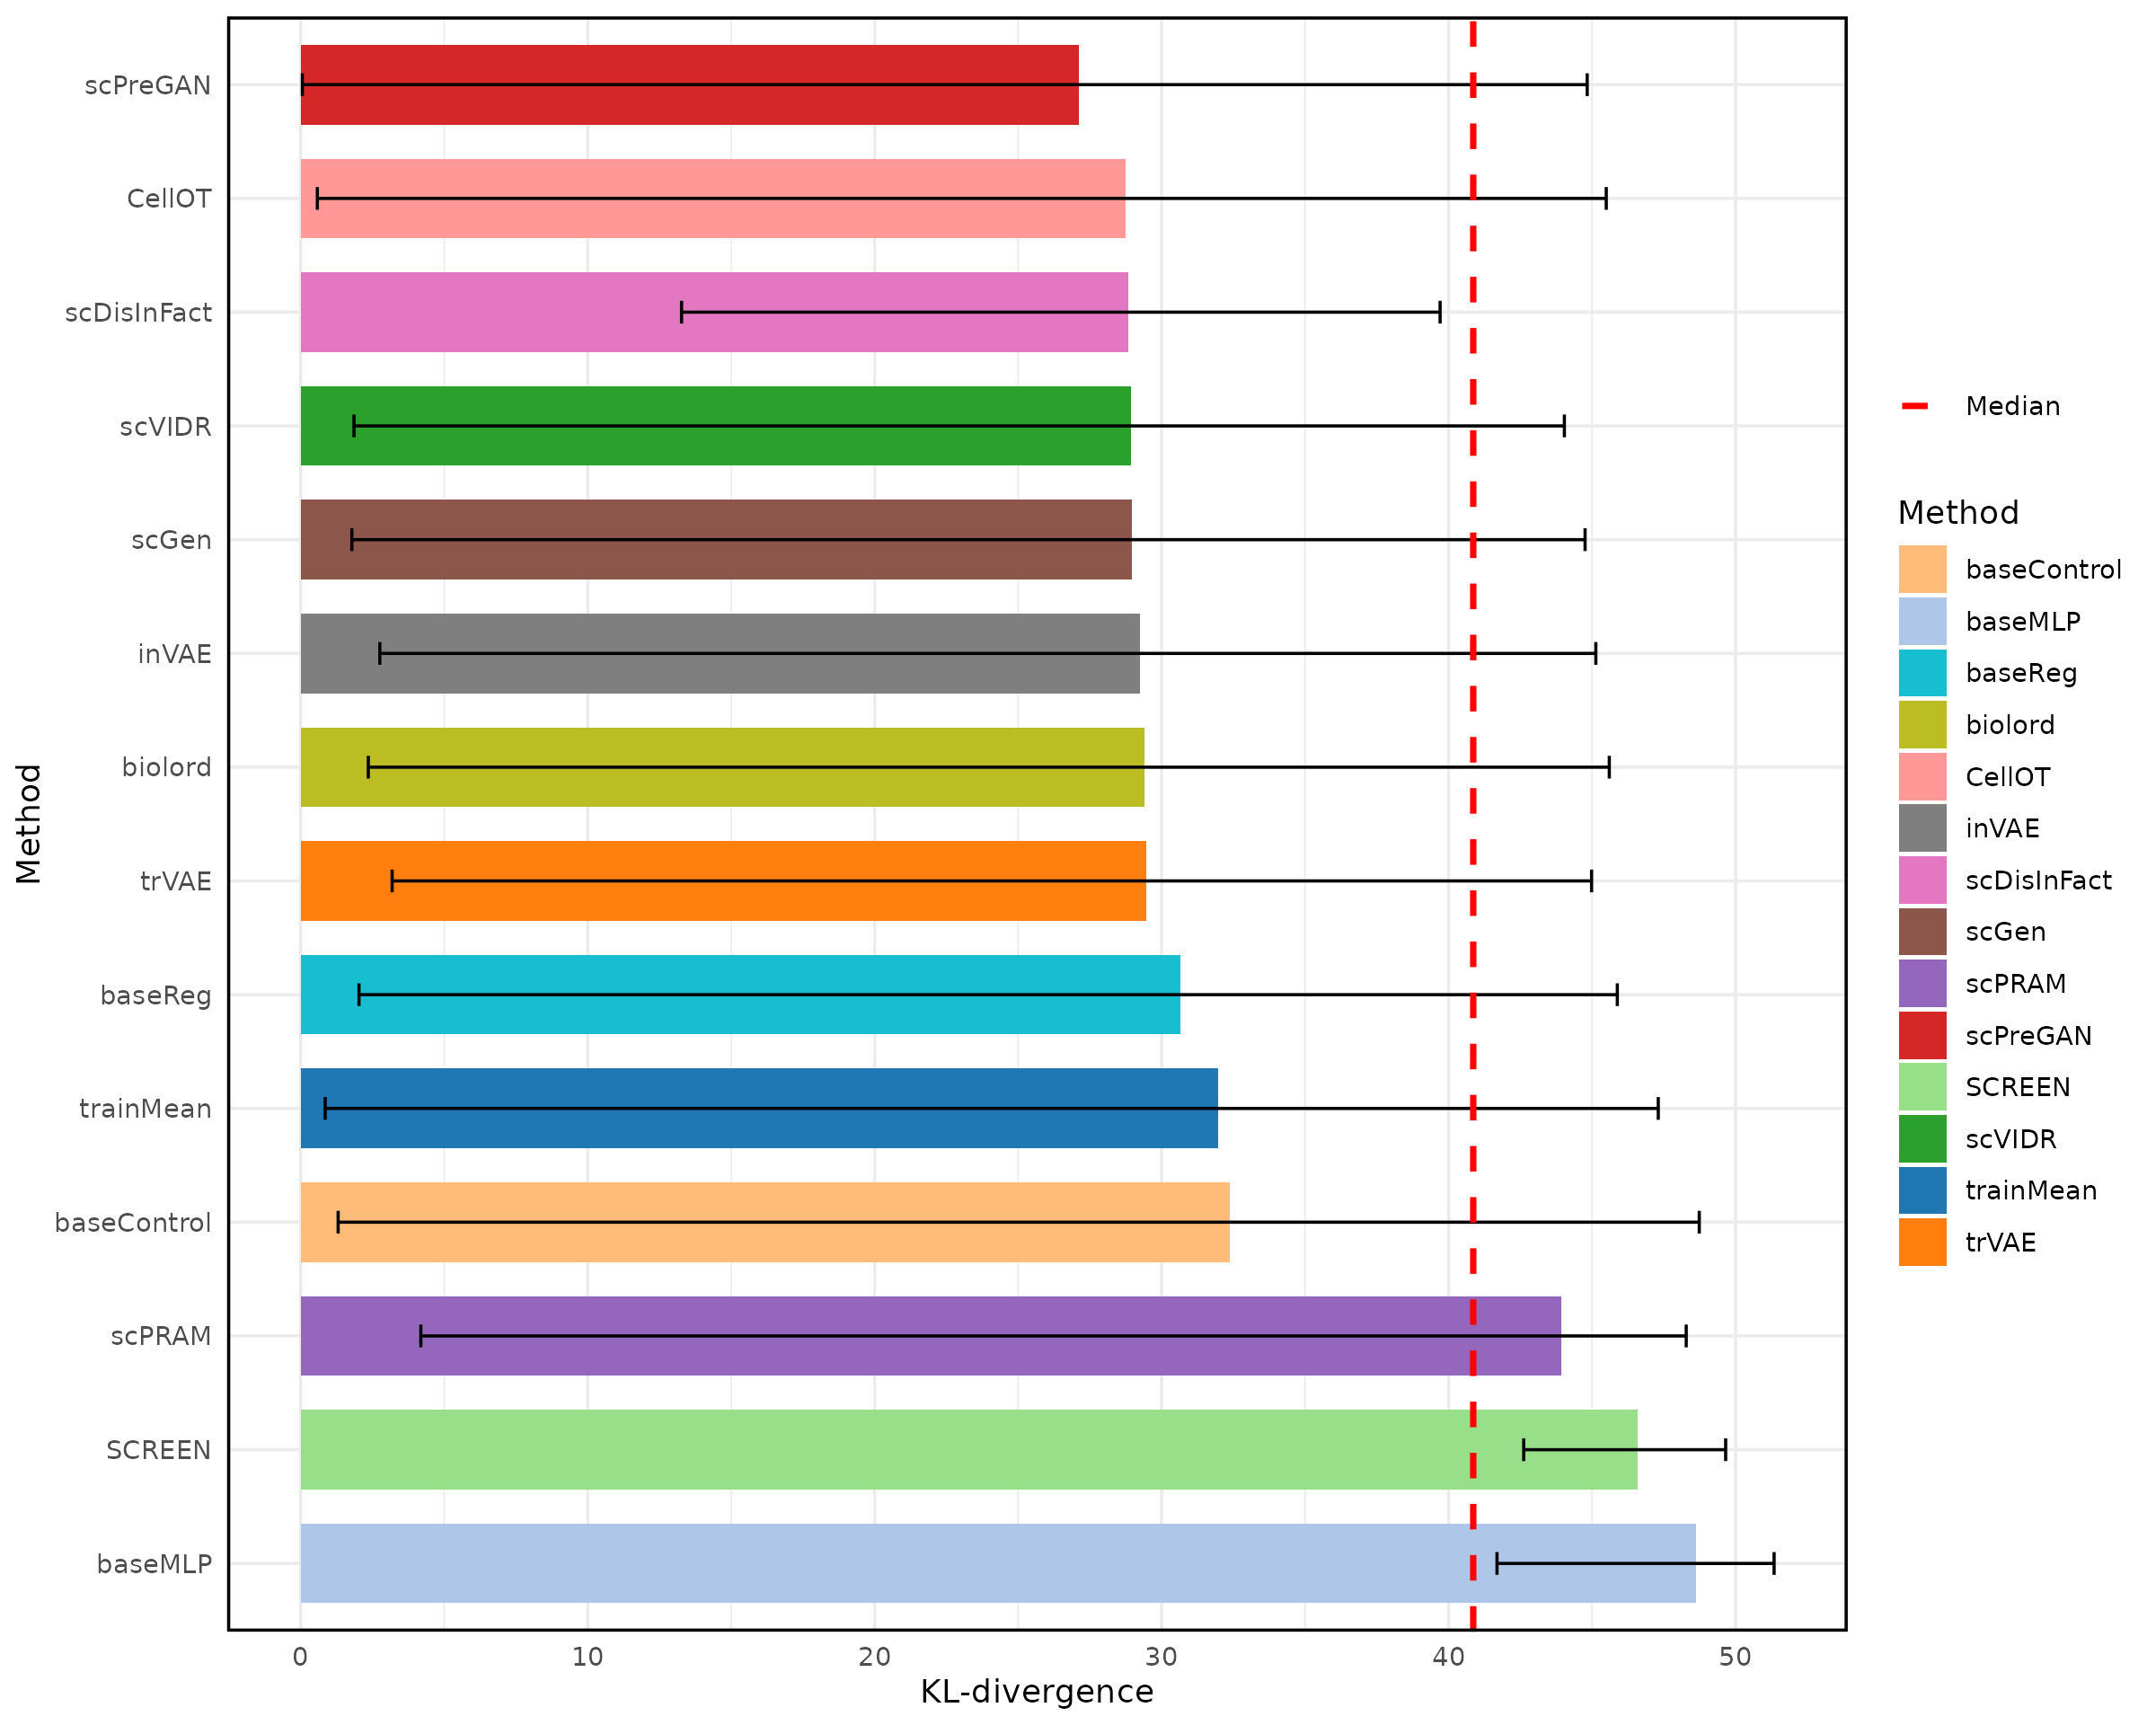 scPreGAN
CellOT
scDisInFact
scVIDR
scGen
inVAE
biolord
trVAE
baseReg
trainMean
baseControl
scPRAM
SCREEN
baseMLP
Method
0 10 20 30 40 50
KL-divergence
Median
Method
baseControl
baseMLP
baseReg
biolord
CellOT
inVAE
scDisInFact
scGen
scPRAM
scPreGAN
SCREEN
scVIDR
trainMean
trVAE